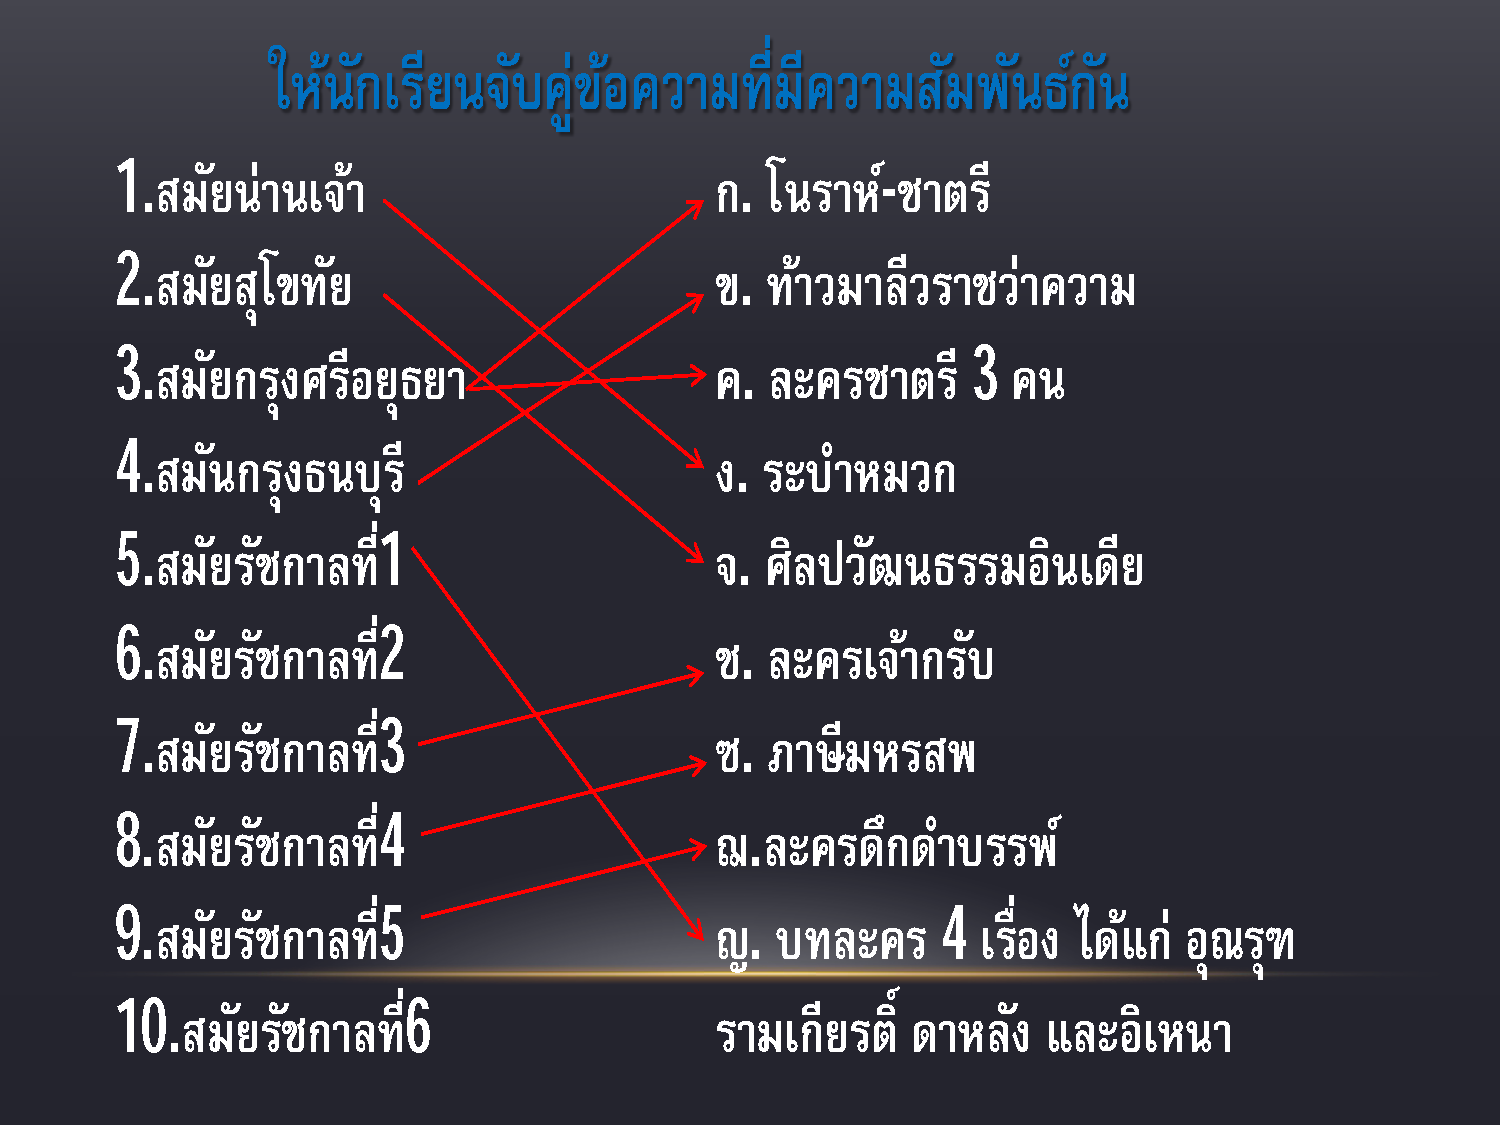 ให้นักเรียนจับคู่ข้อความที่มีความสัมพันธ์กัน
1.สมัยน่านเจ้า ก. โนราห์-ชาตรี
2.สมัยสุโขทัย ข. ท้าวมาลีวราชว่าความ
3.สมัยกรุงศรีอยุธยา ค. ละครชาตรี 3 คน
4.สมันกรุงธนบุรี ง. ระบำหมวก
5.สมัยรัชกาลที่1 จ. ศิลปวัฒนธรรมอินเดีย
6.สมัยรัชกาลที่2 ช. ละครเจ้ากรับ
7.สมัยรัชกาลที่3 ซ. ภาษีมหรสพ
8.สมัยรัชกาลที่4 ฌ.ละครดึกดำบรรพ์
9.สมัยรัชกาลที่5 ญ. บทละคร 4 เรื่อง ได้แก่ อุณรุฑ
10.สมัยรัชกาลที่6 รามเกียรติ์ ดาหลัง และอิเหนา